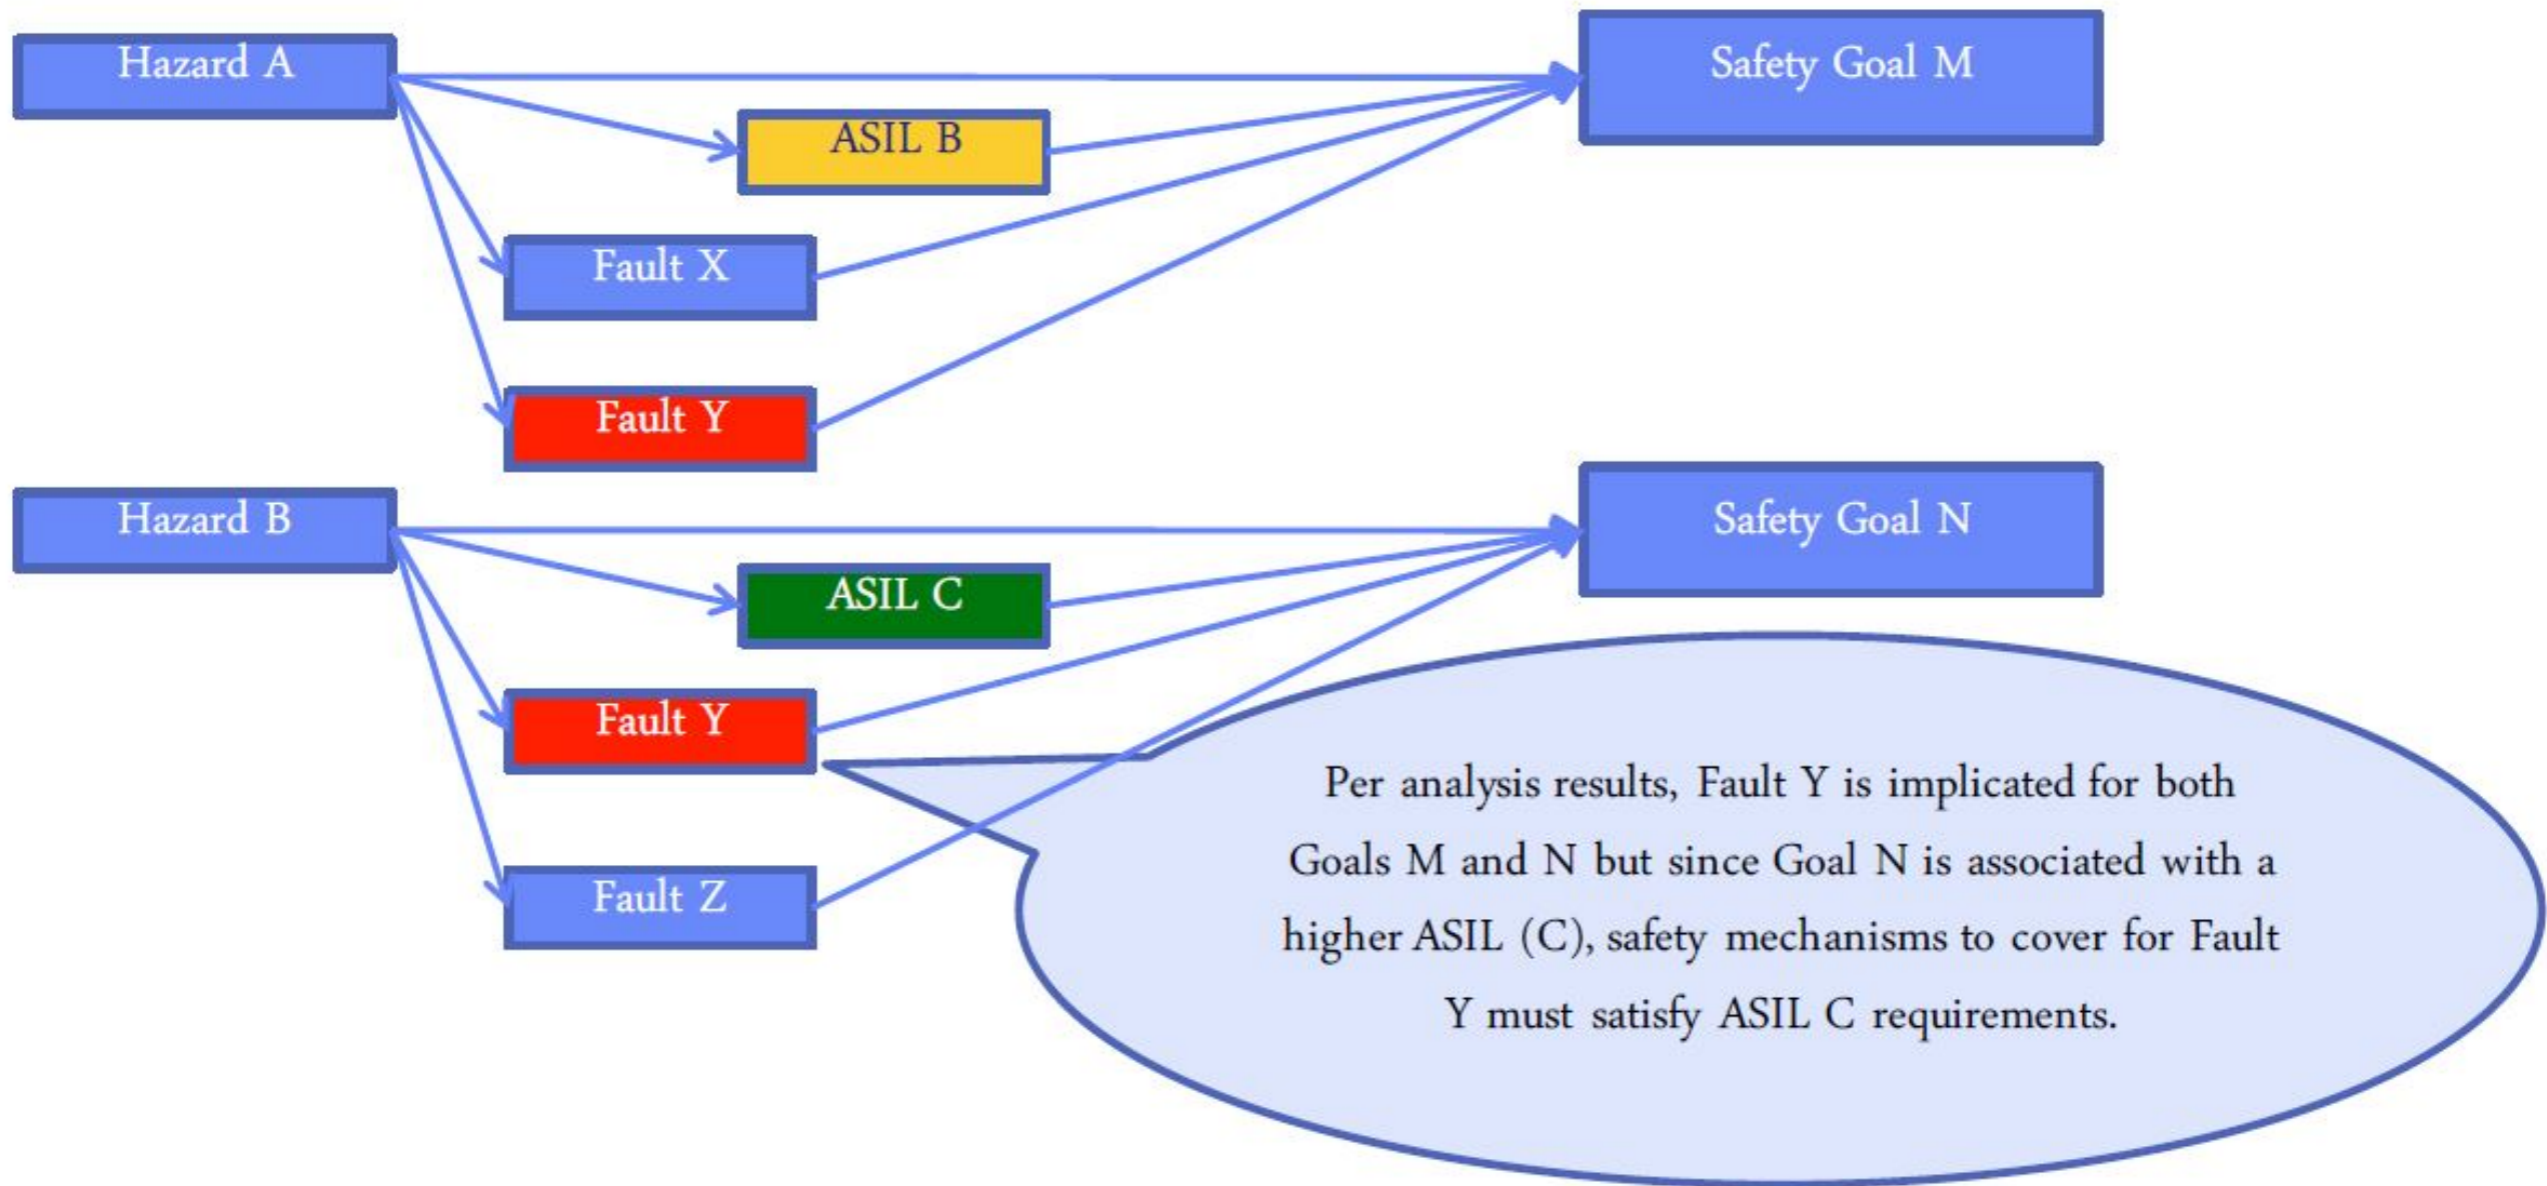 Hazard A
Safety Goal M
ASIL B
Fault X
Fault Y
Hazard B
Safety Goal N
ASIL C
Fault Y
Fault Z
Per analysis results, Fault Y is implicated for both
Goals M and N but since Goal N is associated with a
higher ASIL (C), safety mechanisms to cover for Fault
Y must satisfy ASIL C requirements.